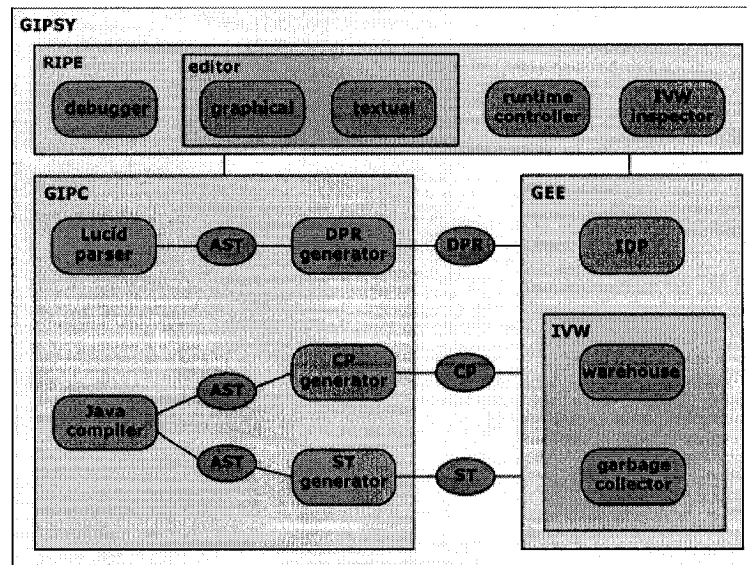 GIPSY
RIPE
editor
debugger
graphical
textual
runtime
controller
IVW
inspector
GIPC
GEE
Lucid
parser
AST
DPR
generator
DPR
IDP
IVW
CP
generator
CP
warehouse
AST
Java
compiler
AST
ST
generator
ST
garbage
collector